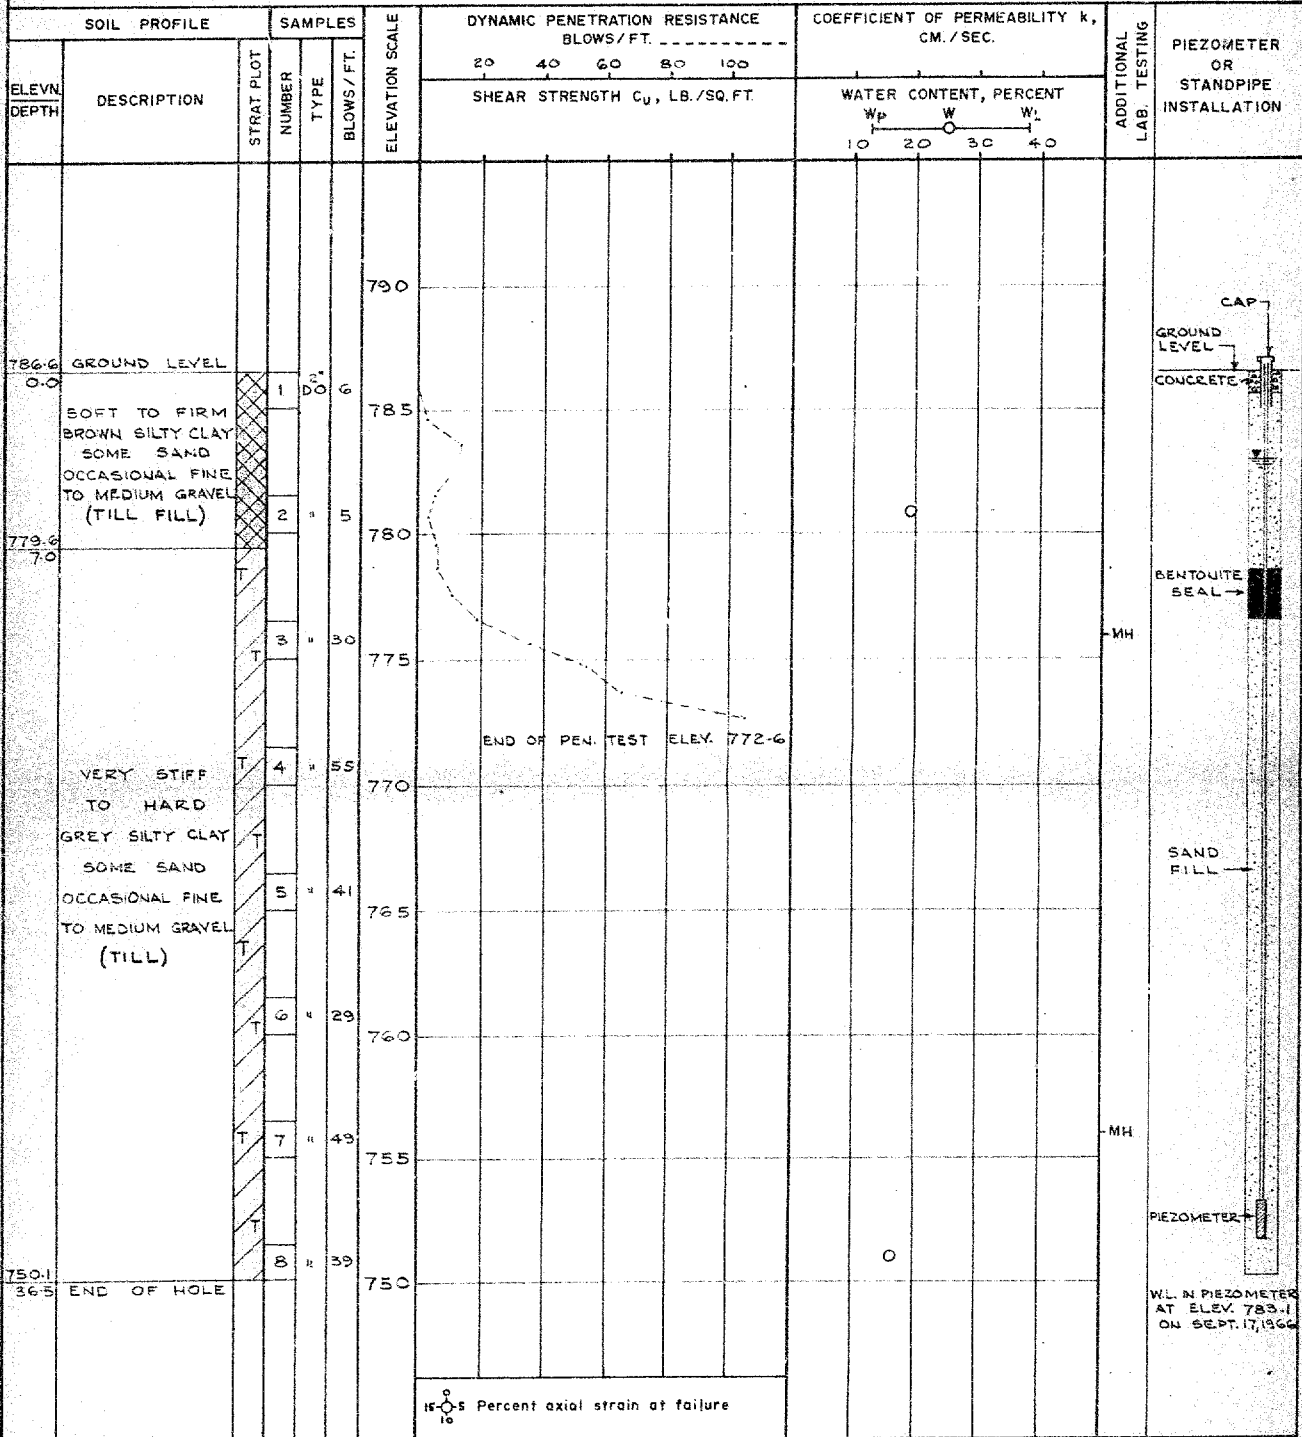 SOIL PROFILE
SAMPLES
ELEVATION SCALE
DYNAMIC PENETRATION RESISTANCE
BLOWS/FT.
20 40 60 80 100
SHEAR STRENGTH Cu, LB./SQ.FT.
COEFFICIENT OF PERMEABILITY k,
CM./SEC.
WATER CONTENT, PERCENT
Wp W WL
10 20 30 40
ADDITIONAL
LAB. TESTING
PIEZOMETER
OR
STANDPIPE
INSTALLATION
ELEVN.
DEPTH
DESCRIPTION
STRAT. PLOT
NUMBER
TYPE
BLOWS/FT.
790
786.6 GROUND LEVEL
0.0
SOFT TO FIRM
BROWN SILTY CLAY
SOME SAND
OCCASIONAL FINE
TO MEDIUM GRAVEL
(TILL FILL)
1 2" DO 6
785
2 " 5
780
779.6
7.0
T
3 " 30
T
775
MH
END OF PEN. TEST ELEV. 772.6
VERY STIFF
TO HARD
GREY SILTY CLAY
SOME SAND
OCCASIONAL FINE
TO MEDIUM GRAVEL
(TILL)
T
4 " 55
770
T
5 " 41
765
T
6 " 29
T
760
T
7 " 49
MH
755
T
8 " 39
750.1
36.5 END OF HOLE
750
CAP
GROUND
LEVEL
CONCRETE
BENTONITE
SEAL
SAND
FILL
PIEZOMETER
W.L. IN PIEZOMETER
AT ELEV. 783.1
ON SEPT. 17, 1966
0
15 5 Percent axial strain at failure
10